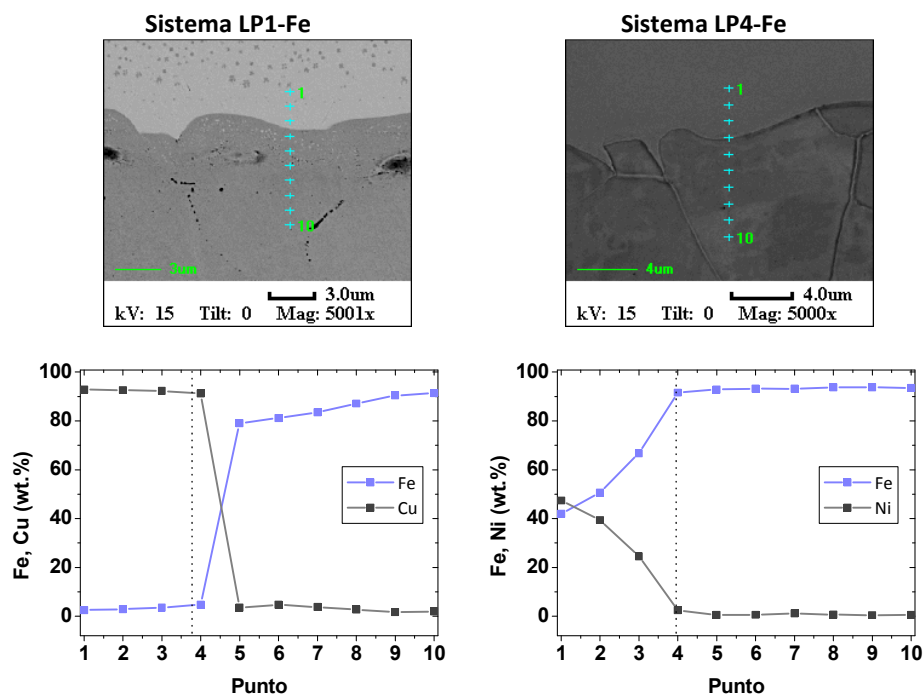 Sistema LP1-Fe
Sistema LP4-Fe
1
10
3um
3.0um
kV: 15 Tilt: 0 Mag: 5001x
1
10
4um
4.0um
kV: 15 Tilt: 0 Mag: 5000x
100
80
60
40
20
0
Fe, Cu (wt.%)
Fe
Cu
1 2 3 4 5 6 7 8 9 10
Punto
100
80
60
40
20
0
Fe, Ni (wt.%)
Fe
Ni
1 2 3 4 5 6 7 8 9 10
Punto